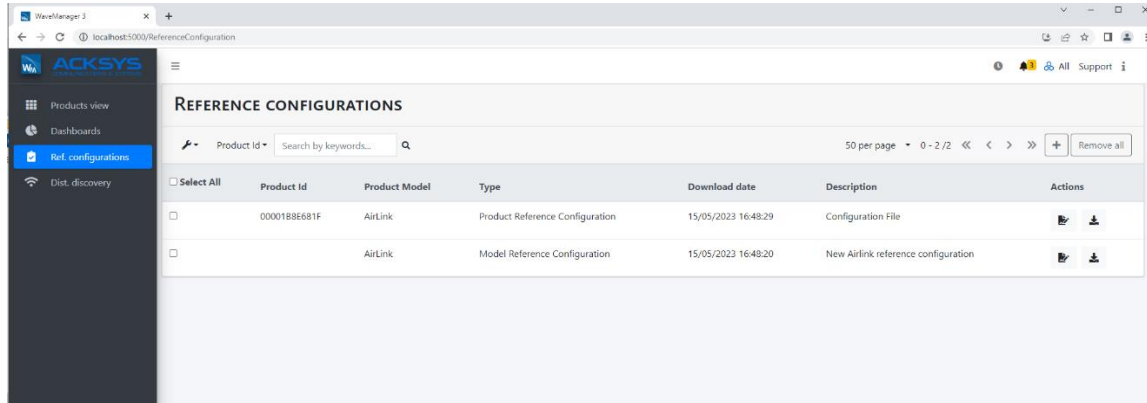 WaveManager 3
localhost:5000/ReferenceConfiguration
WA ACKSYS
3 All Support i
Products view
Dashboards
Ref. configurations
Dist. discovery
REFERENCE CONFIGURATIONS
Product Id Search by keywords... 50 per page 0 - 2 /2 Remove all
Select All Product Id Product Model Type Download date Description Actions
00001B8E681F AirLink Product Reference Configuration 15/05/2023 16:48:29 Configuration File
AirLink Model Reference Configuration 15/05/2023 16:48:20 New Airlink reference configuration